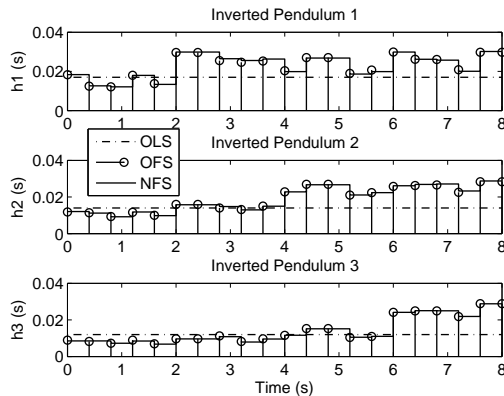 Inverted Pendulum 1
0.04
0.02
0
h1 (s)
0 1 2 3 4 5 6 7 8
OLS
OFS
NFS
Inverted Pendulum 2
0.04
0.02
0
h2 (s)
0 1 2 3 4 5 6 7 8
Inverted Pendulum 3
0.04
0.02
0
h3 (s)
0 1 2 3 4 5 6 7 8
Time (s)